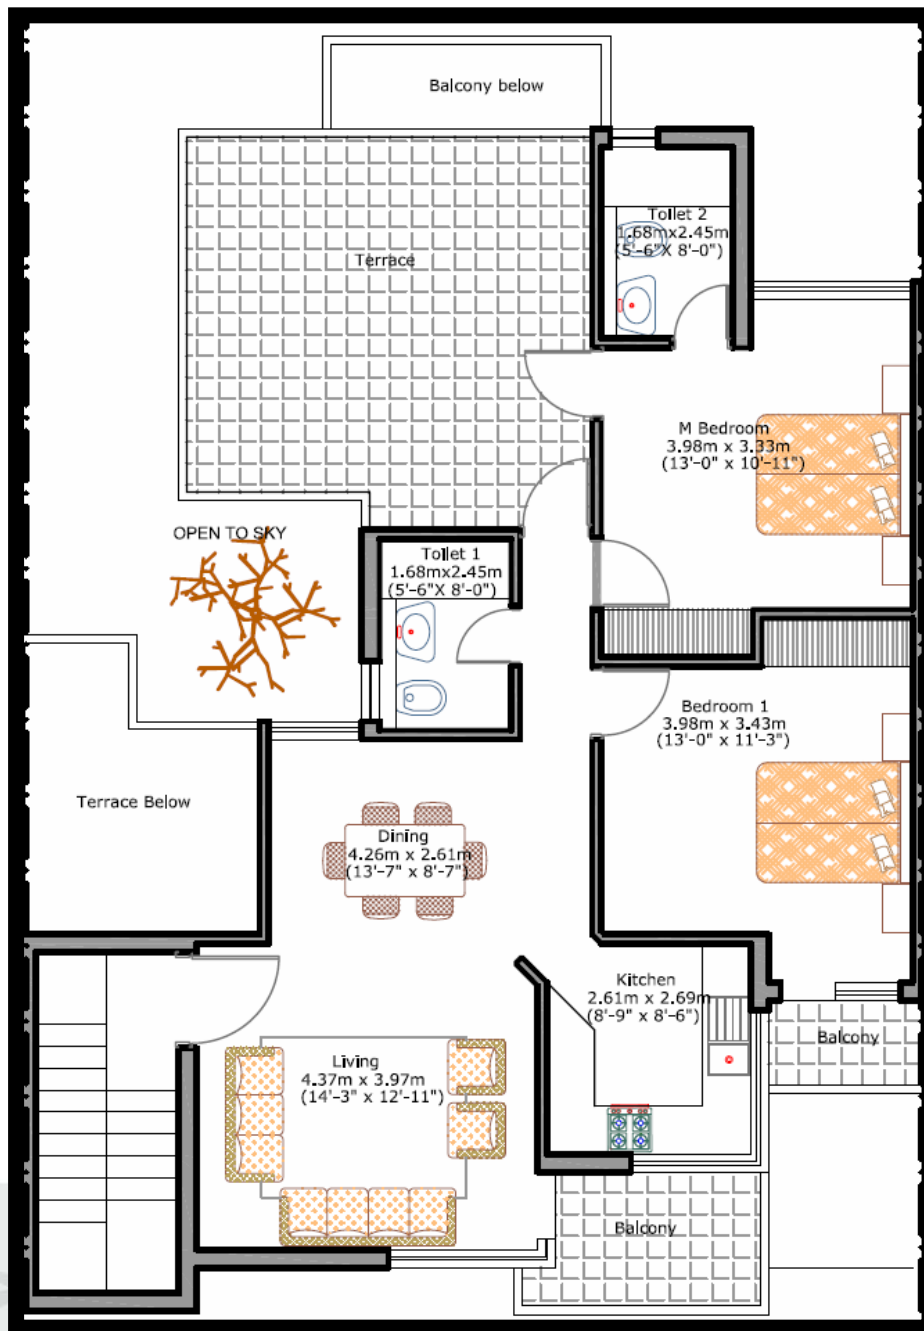 Balcony below
Toilet 2
1.68mx2.45m
(5'-6"X 8'-0")
Terrace
M Bedroom
3.98m x 3.33m
(13'-0" x 10'-11")
OPEN TO SKY
Toilet 1
1.68mx2.45m
(5'-6"X 8'-0")
Bedroom 1
3.98m x 3.43m
(13'-0" x 11'-3")
Terrace Below
Dining
4.26m x 2.61m
(13'-7" x 8'-7")
Kitchen
2.61m x 2.69m
(8'-9" x 8'-6")
Balcony
Living
4.37m x 3.97m
(14'-3" x 12'-11")
Balcony